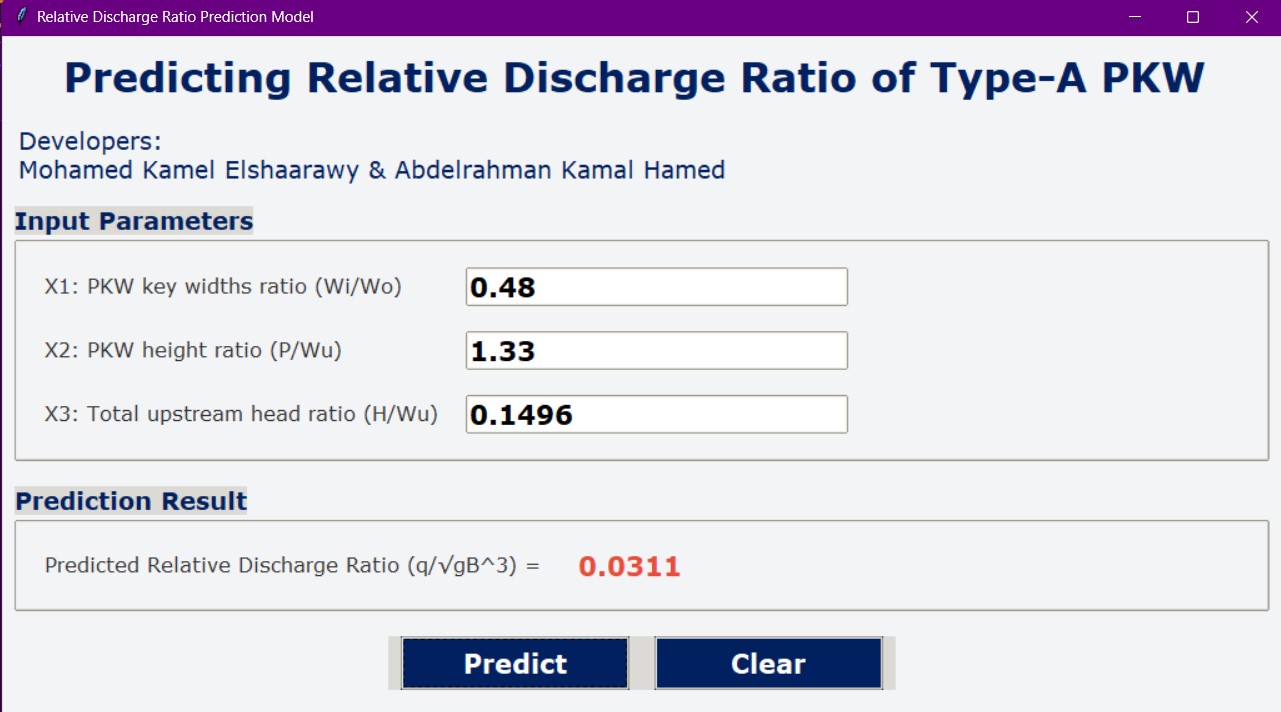 Relative Discharge Ratio Prediction Model
Predicting Relative Discharge Ratio of Type-A PKW
Developers:
Mohamed Kamel Elshaarawy & Abdelrahman Kamal Hamed
Input Parameters
X1: PKW key widths ratio (Wi/Wo) 0.48
X2: PKW height ratio (P/Wu) 1.33
X3: Total upstream head ratio (H/Wu) 0.1496
Prediction Result
Predicted Relative Discharge Ratio (q/√gB^3) = 0.0311
Predict Clear